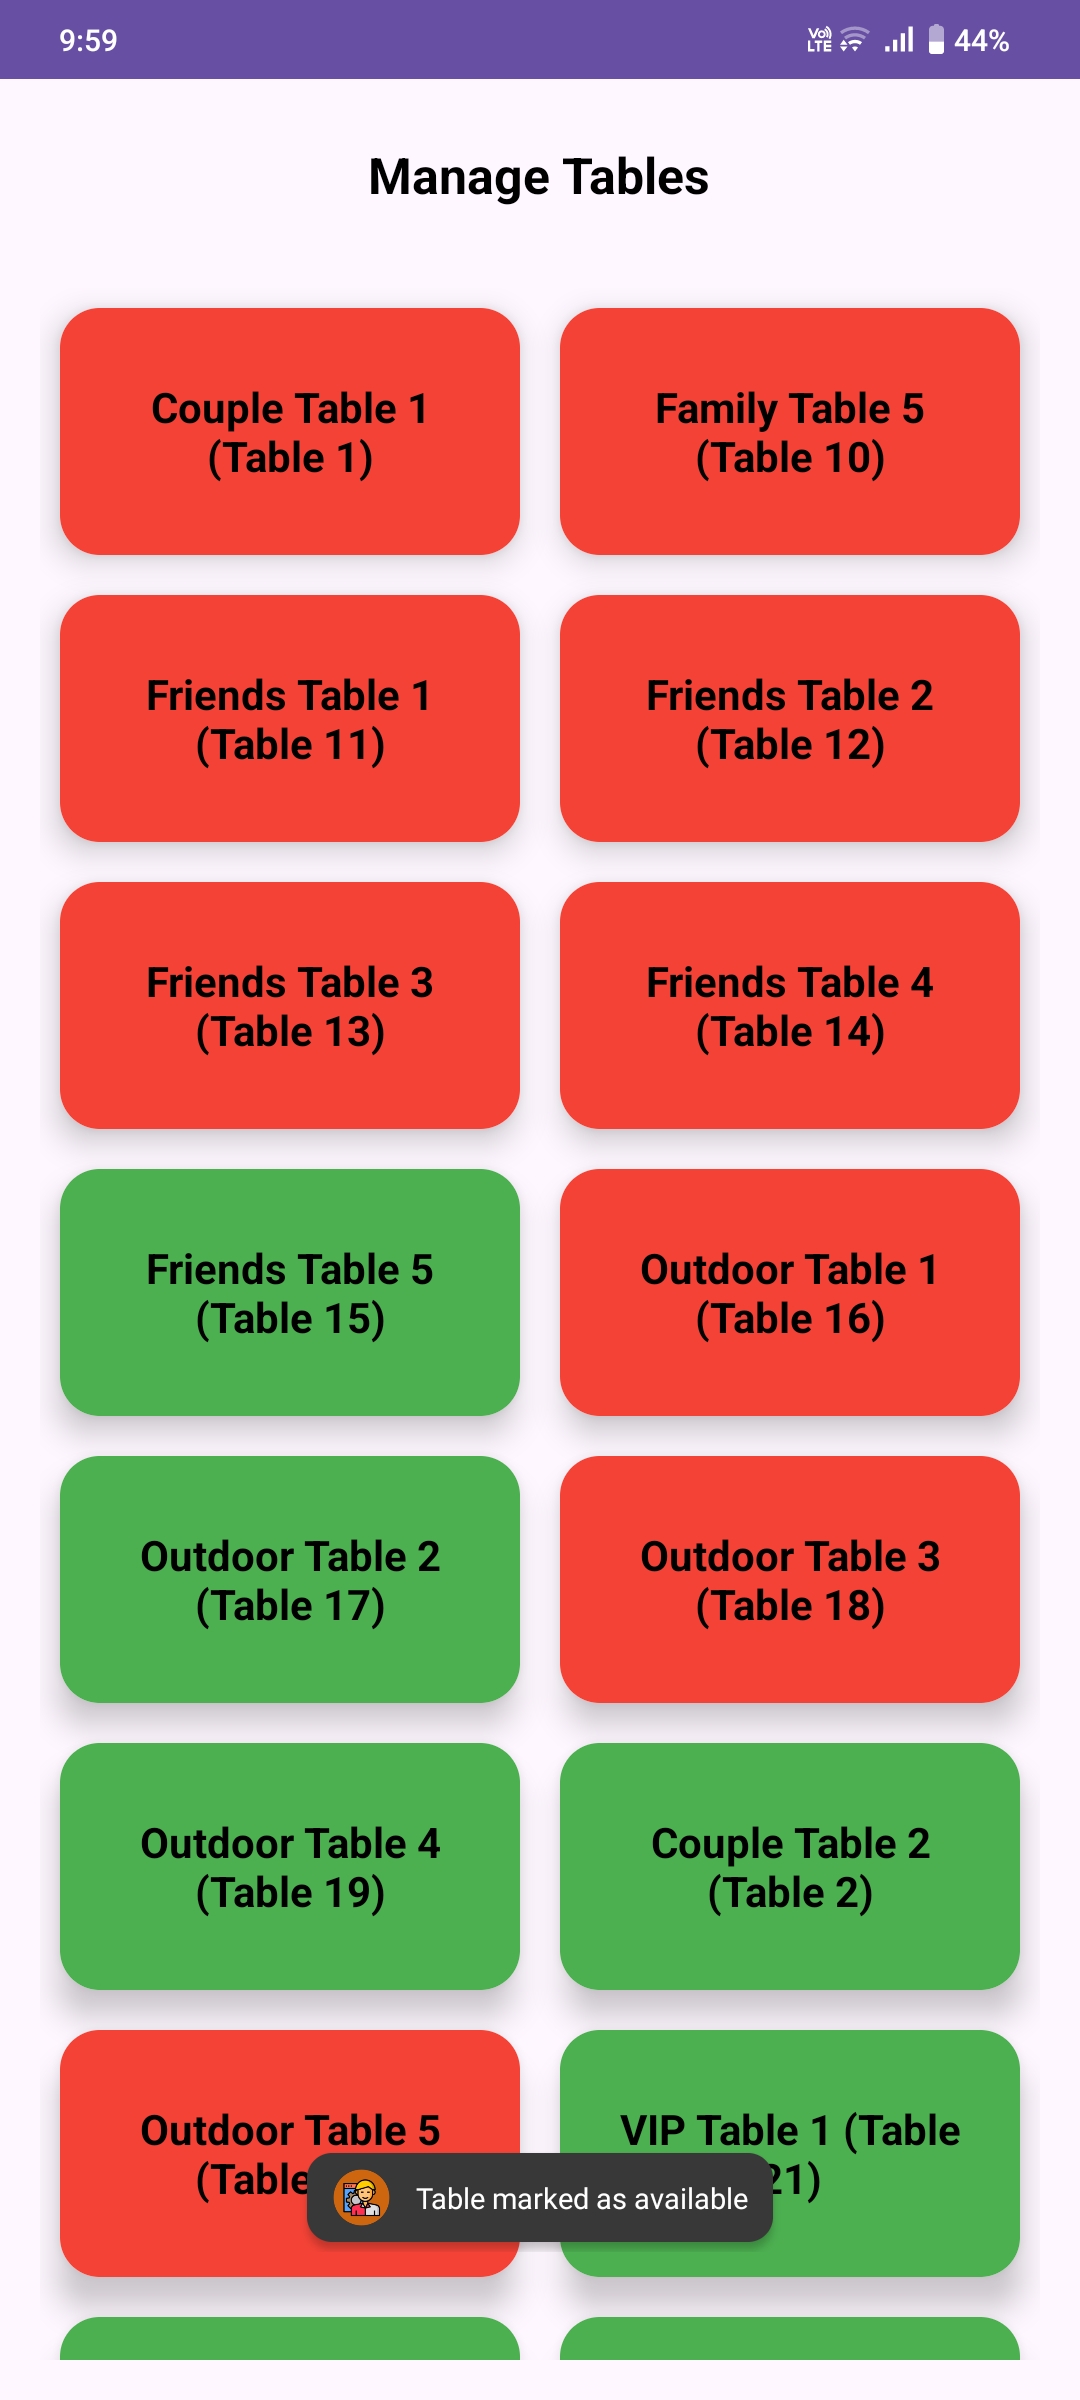 9:59
Vo) LTE
44%
Manage Tables
Couple Table 1
(Table 1)
Family Table 5
(Table 10)
Friends Table 1
(Table 11)
Friends Table 2
(Table 12)
Friends Table 3
(Table 13)
Friends Table 4
(Table 14)
Friends Table 5
(Table 15)
Outdoor Table 1
(Table 16)
Outdoor Table 2
(Table 17)
Outdoor Table 3
(Table 18)
Outdoor Table 4
(Table 19)
Couple Table 2
(Table 2)
Outdoor Table 5
(Table
VIP Table 1 (Table
21)
Table marked as available